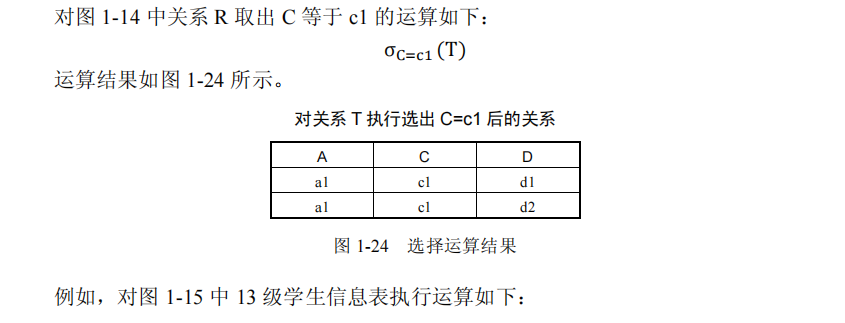 对图 1-14 中关系 R 取出 C 等于 c1 的运算如下：
σC=c1 (T)
运算结果如图 1-24 所示。
对关系 T 执行选出 C=c1 后的关系
A C D
a1 c1 d1
a1 c1 d2
图 1-24 选择运算结果
例如，对图 1-15 中 13 级学生信息表执行运算如下：